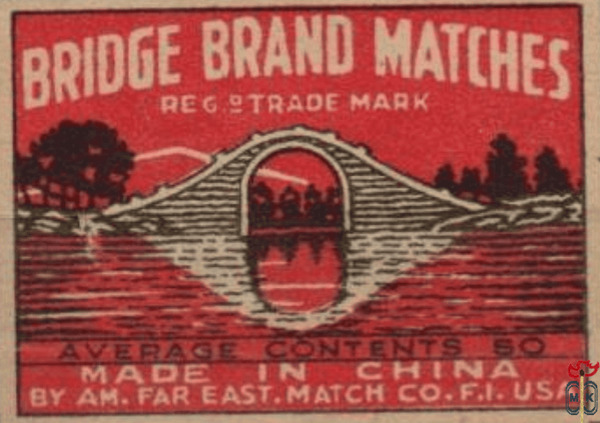 BRIDGE BRAND MATCHES
REG.º TRADE MARK
AVERAGE CONTENTS 50
MADE IN CHINA
BY AM. FAR EAST. MATCH CO. F.I. USA
M K